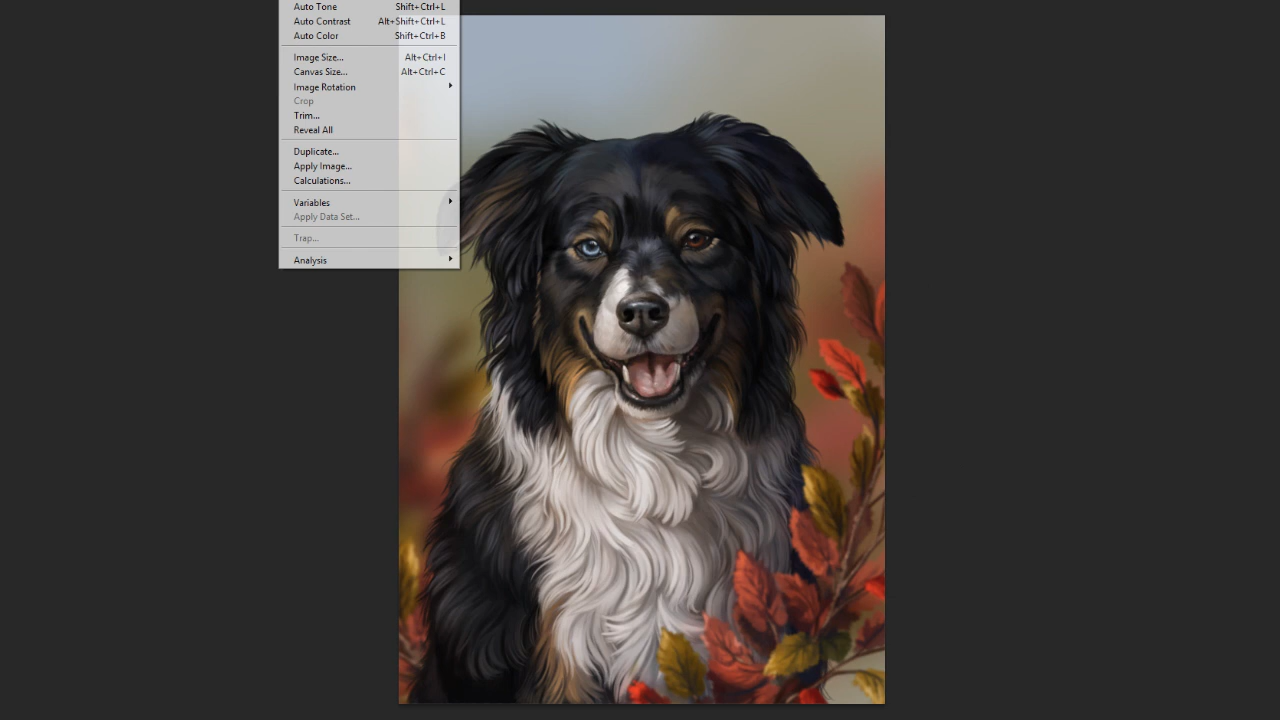 Auto Tone Shift+Ctrl+L
Auto Contrast Alt+Shift+Ctrl+L
Auto Color Shift+Ctrl+B
Image Size... Alt+Ctrl+I
Canvas Size... Alt+Ctrl+C
Image Rotation
Crop
Trim...
Reveal All
Duplicate...
Apply Image...
Calculations...
Variables
Apply Data Set...
Trap...
Analysis